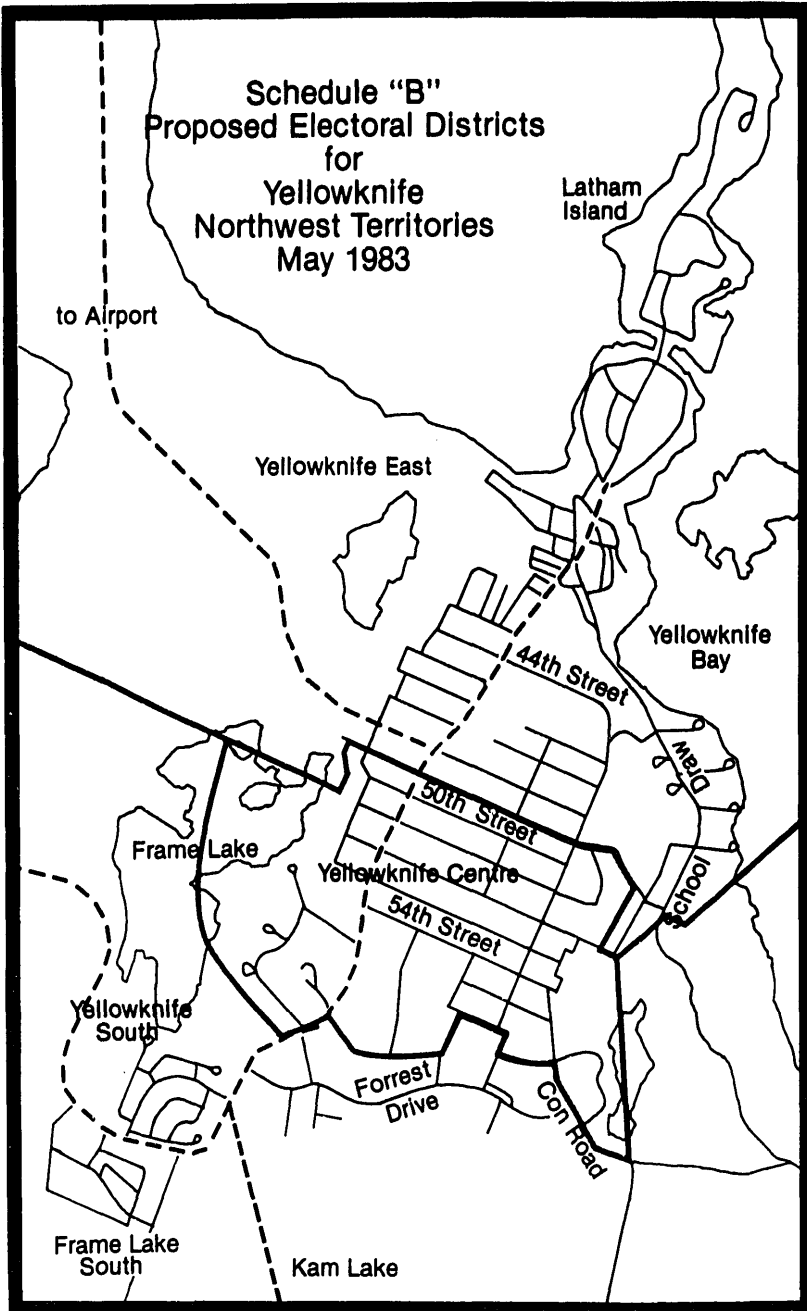 Schedule “B”
Proposed Electoral Districts
for
Yellowknife
Northwest Territories
May 1983
Latham
Island
to Airport
Yellowknife East
Yellowknife
Bay
44th Street
School Draw
50th Street
Frame Lake
Yellowknife Centre
54th Street
Yellowknife
South
Forrest
Drive
Con Road
Frame Lake
South
Kam Lake